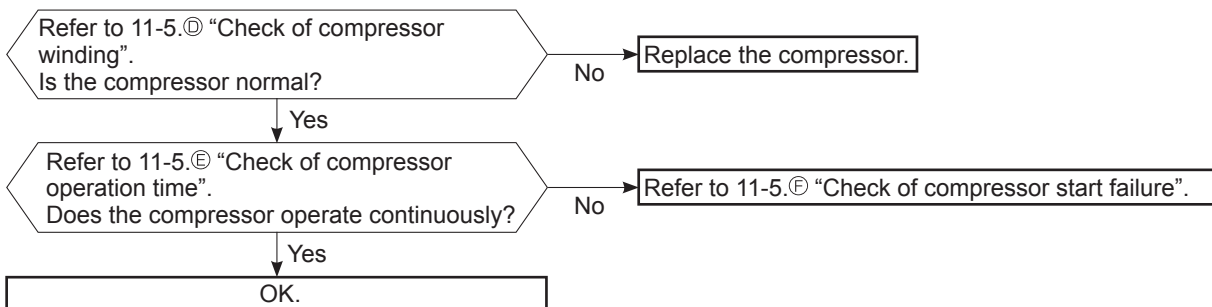 Refer to 11-5.Ⓓ “Check of compressor
winding”.
Is the compressor normal?
No
Replace the compressor.
Yes
Refer to 11-5.Ⓔ “Check of compressor
operation time”.
Does the compressor operate continuously?
No
Refer to 11-5.Ⓕ “Check of compressor start failure”.
Yes
OK.